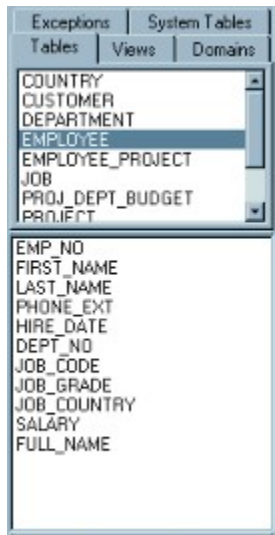 Exceptions System Tables
Tables Views Domains
COUNTRY
CUSTOMER
DEPARTMENT
EMPLOYEE
EMPLOYEE_PROJECT
JOB
PROJ_DEPT_BUDGET
PROJECT
EMP_NO
FIRST_NAME
LAST_NAME
PHONE_EXT
HIRE_DATE
DEPT_NO
JOB_CODE
JOB_GRADE
JOB_COUNTRY
SALARY
FULL_NAME